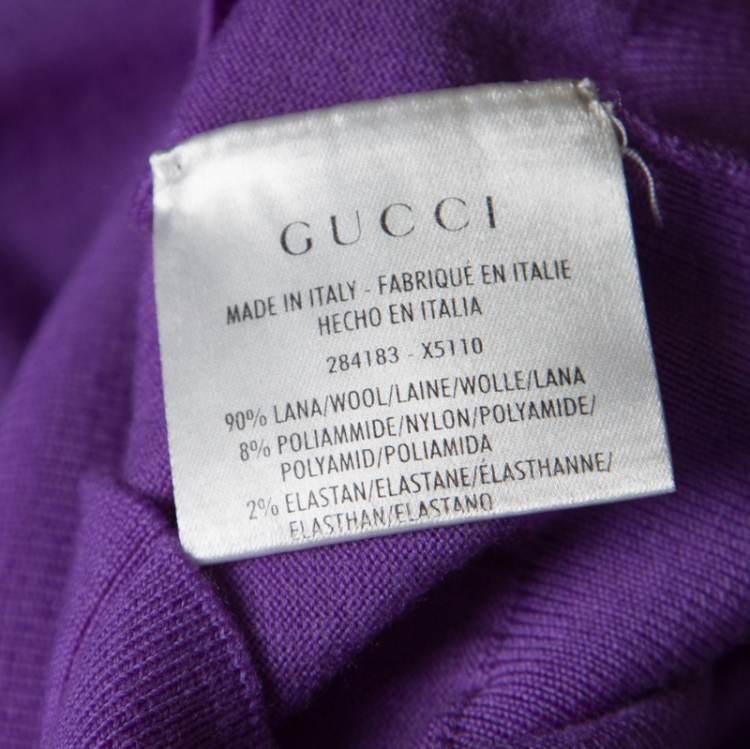 GUCCI
MADE IN ITALY - FABRIQUÉ EN ITALIE
HECHO EN ITALIA
284183 - X5110
90% LANA/WOOL/LAINE/WOLLE/LANA
8% POLIAMMIDE/NYLON/POLYAMIDE/
POLYAMID/POLIAMIDA
2% ELASTAN/ELASTANE/ÉLASTHANNE/
ELASTHAN/ELASTANO